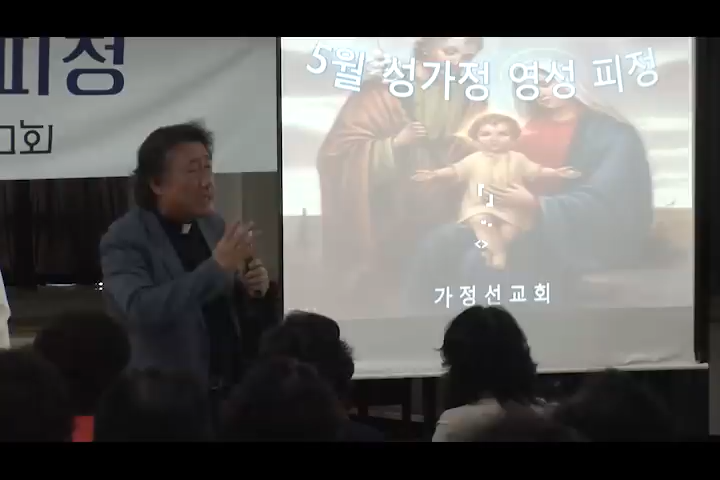 피정
교회
5월 성가정 영성 피정
「」
<>
가정선교회